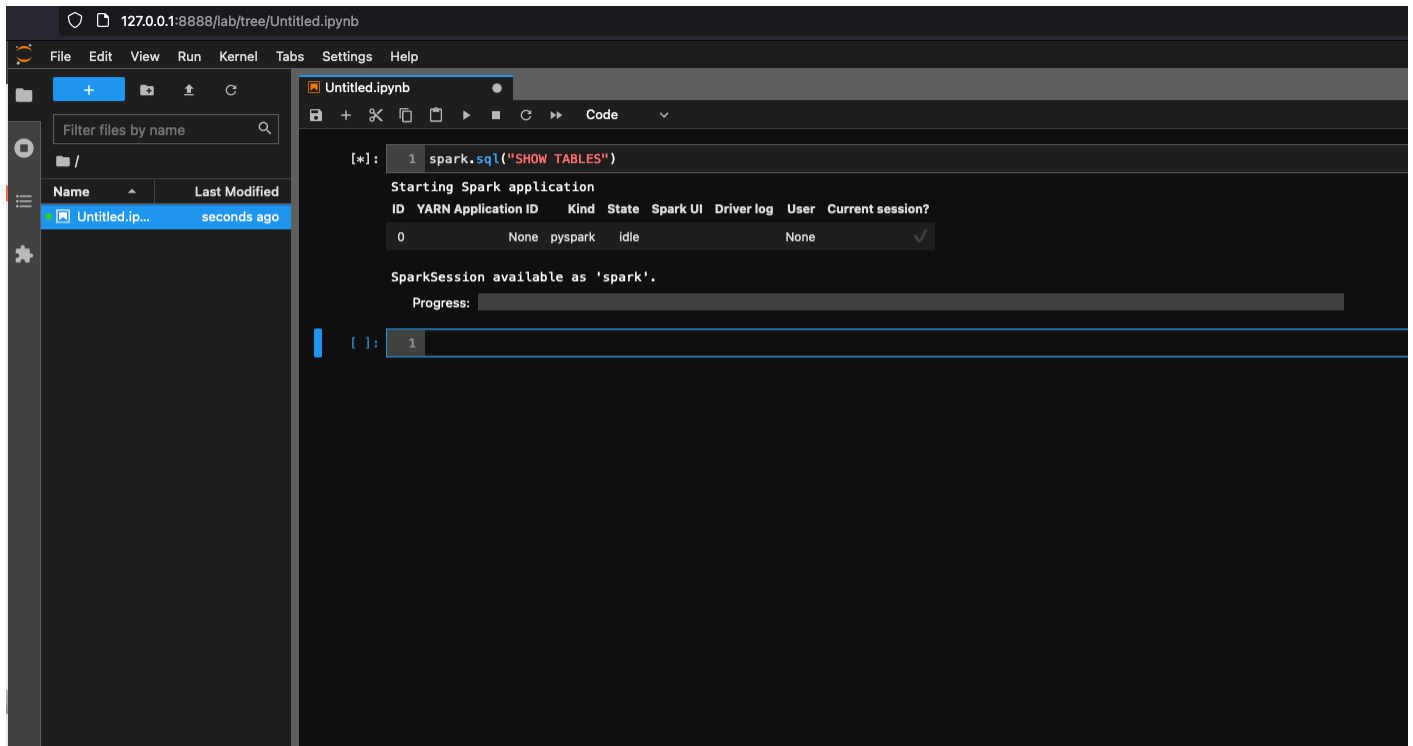 127.0.0.1:8888/lab/tree/Untitled.ipynb
File Edit View Run Kernel Tabs Settings Help
+
Filter files by name
/
Name Last Modified
Untitled.ip... seconds ago
Untitled.ipynb
Code
[*]: 1 spark.sql("SHOW TABLES")
Starting Spark application
ID YARN Application ID Kind State Spark UI Driver log User Current session?
0 None pyspark idle None ✓
SparkSession available as 'spark'.
Progress:
[ ]: 1